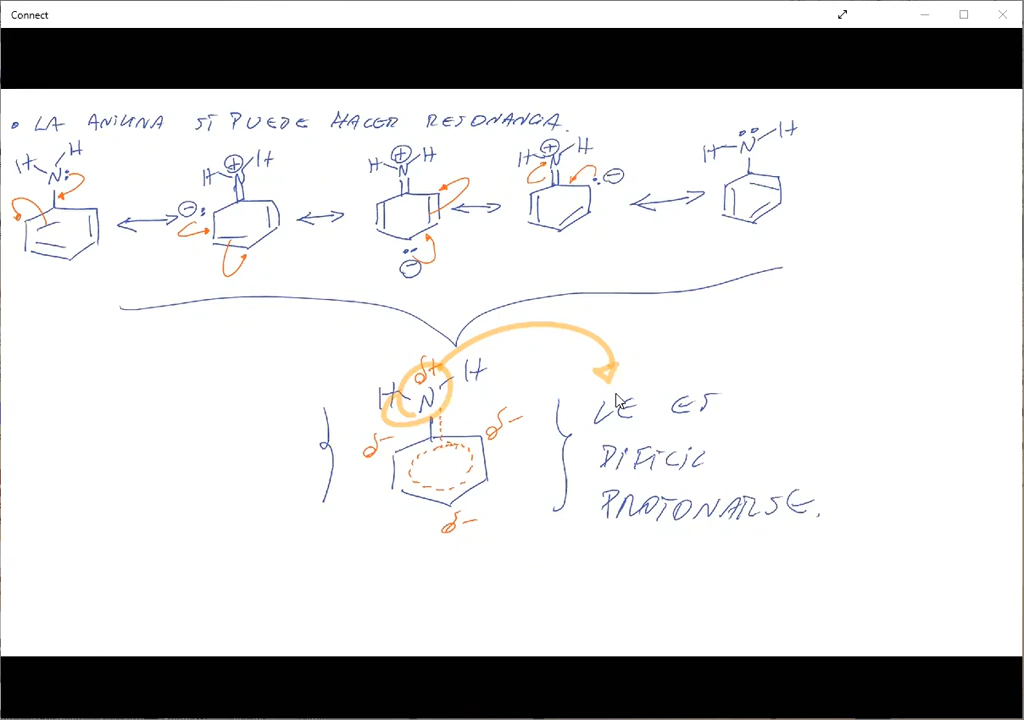 Connect
• LA ANILINA SI PUEDE HACER RESONANCIA.
H N H
H N H
H N H
H N H
H N H
δ+
H N H
δ- δ-
δ-
LE ES
DIFICIL
PROTONARSE.